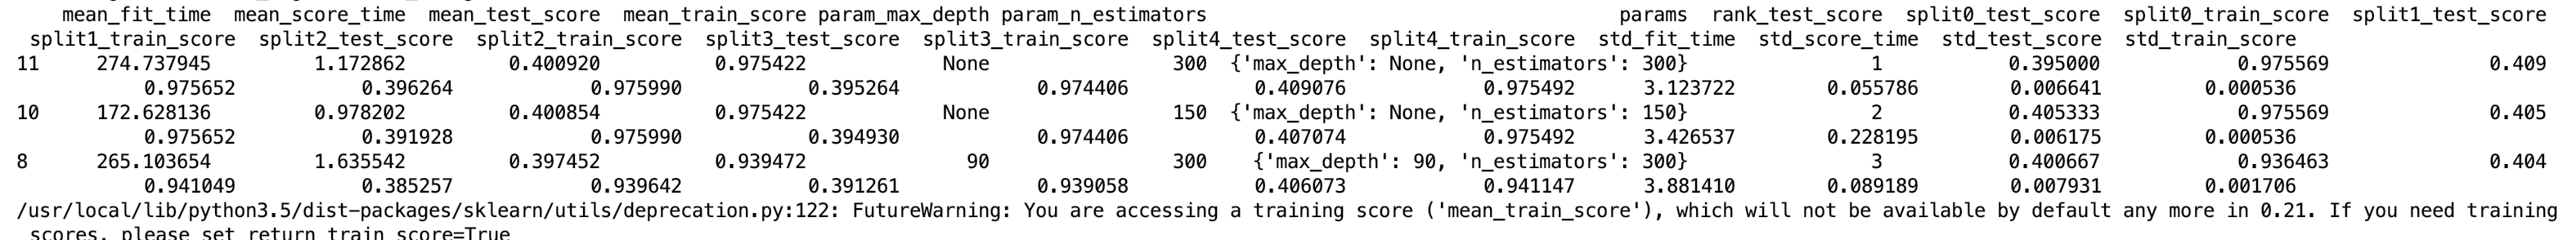 mean_fit_time mean_score_time mean_test_score mean_train_score param_max_depth param_n_estimators params rank_test_score split0_test_score split0_train_score split1_test_score
split1_train_score split2_test_score split2_train_score split3_test_score split3_train_score split4_test_score split4_train_score std_fit_time std_score_time std_test_score std_train_score
11 274.737945 1.172862 0.400920 0.975422 None 300 {'max_depth': None, 'n_estimators': 300} 1 0.395000 0.975569 0.409
0.975652 0.396264 0.975990 0.395264 0.974406 0.409076 0.975492 3.123722 0.055786 0.006641 0.000536
10 172.628136 0.978202 0.400854 0.975422 None 150 {'max_depth': None, 'n_estimators': 150} 2 0.405333 0.975569 0.405
0.975652 0.391928 0.975990 0.394930 0.974406 0.407074 0.975492 3.426537 0.228195 0.006175 0.000536
8 265.103654 1.635542 0.397452 0.939472 90 300 {'max_depth': 90, 'n_estimators': 300} 3 0.400667 0.936463 0.404
0.941049 0.385257 0.939642 0.391261 0.939058 0.406073 0.941147 3.881410 0.089189 0.007931 0.001706
/usr/local/lib/python3.5/dist-packages/sklearn/utils/deprecation.py:122: FutureWarning: You are accessing a training score ('mean_train_score'), which will not be available by default any more in 0.21. If you need training
scores, please set return_train_score=True